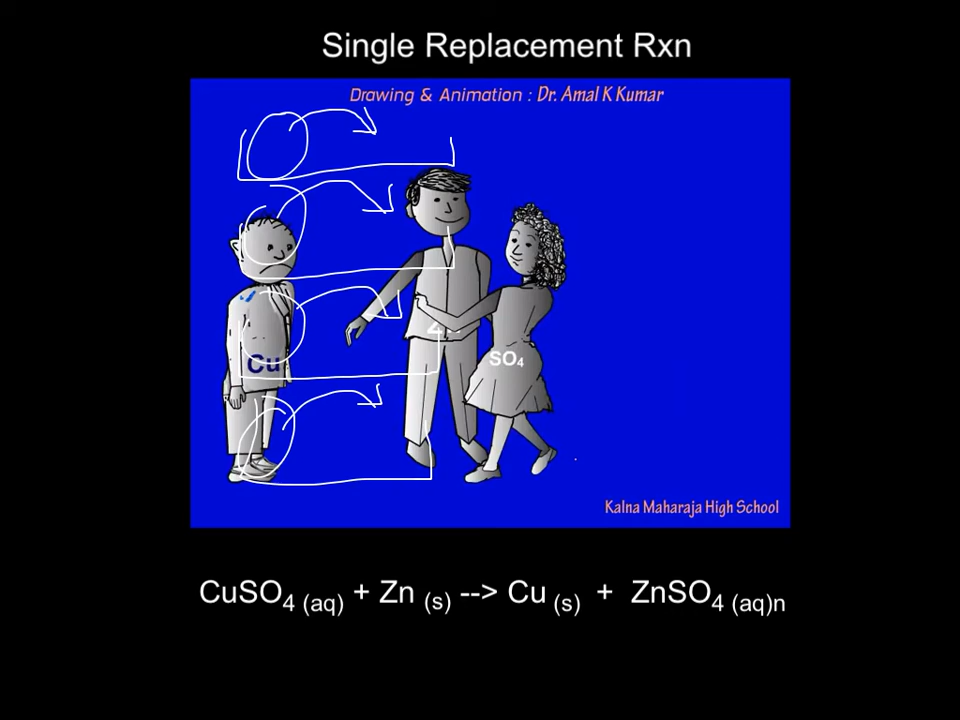 Single Replacement Rxn
Drawing & Animation : Dr. Amal K Kumar
Cu
SO4
Kalna Maharaja High School
CuSO4 (aq) + Zn (s) --> Cu (s) + ZnSO4 (aq)n